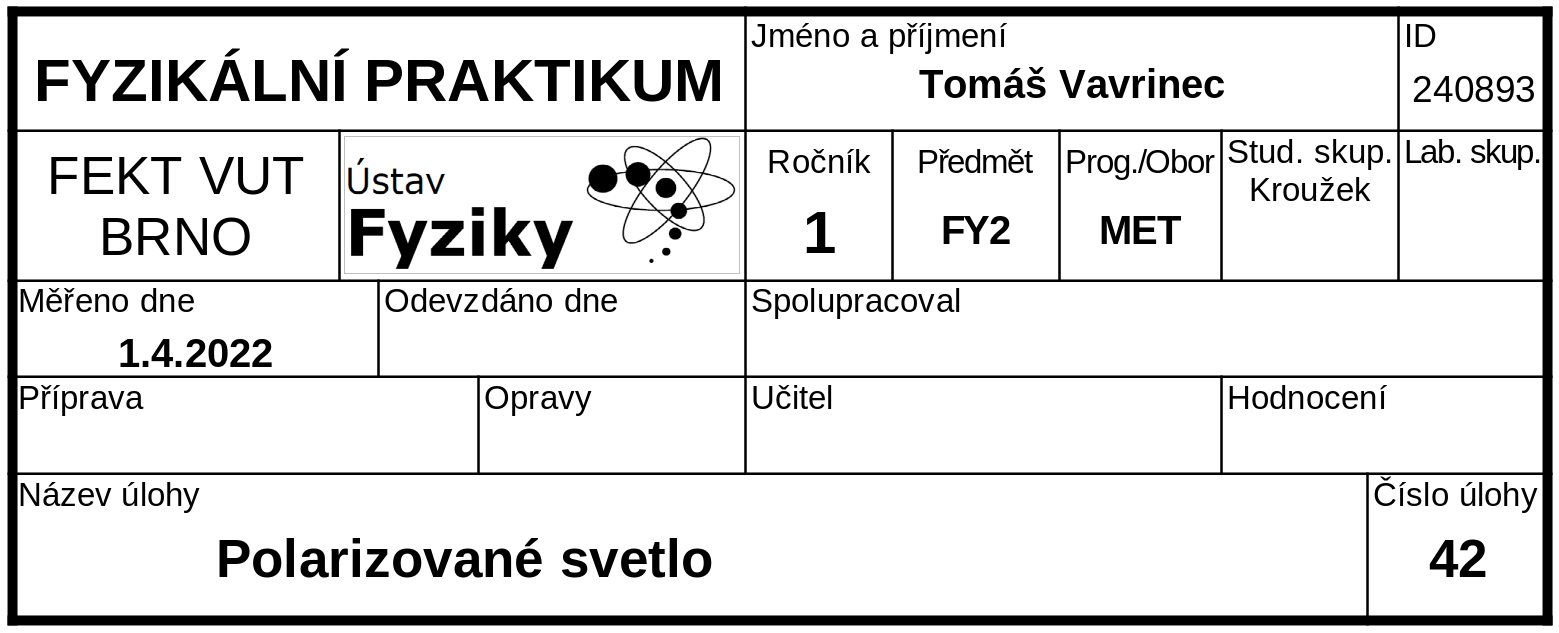 FYZIKÁLNÍ PRAKTIKUM
Jméno a příjmení
Tomáš Vavrinec
ID
240893
FEKT VUT
BRNO
Ústav
Fyziky
Ročník
1
Předmět
FY2
Prog./Obor
MET
Stud. skup.
Kroužek
Lab. skup.
Měřeno dne
1.4.2022
Odevzdáno dne
Spolupracoval
Příprava
Opravy
Učitel
Hodnocení
Název úlohy
Polarizované svetlo
Číslo úlohy
42